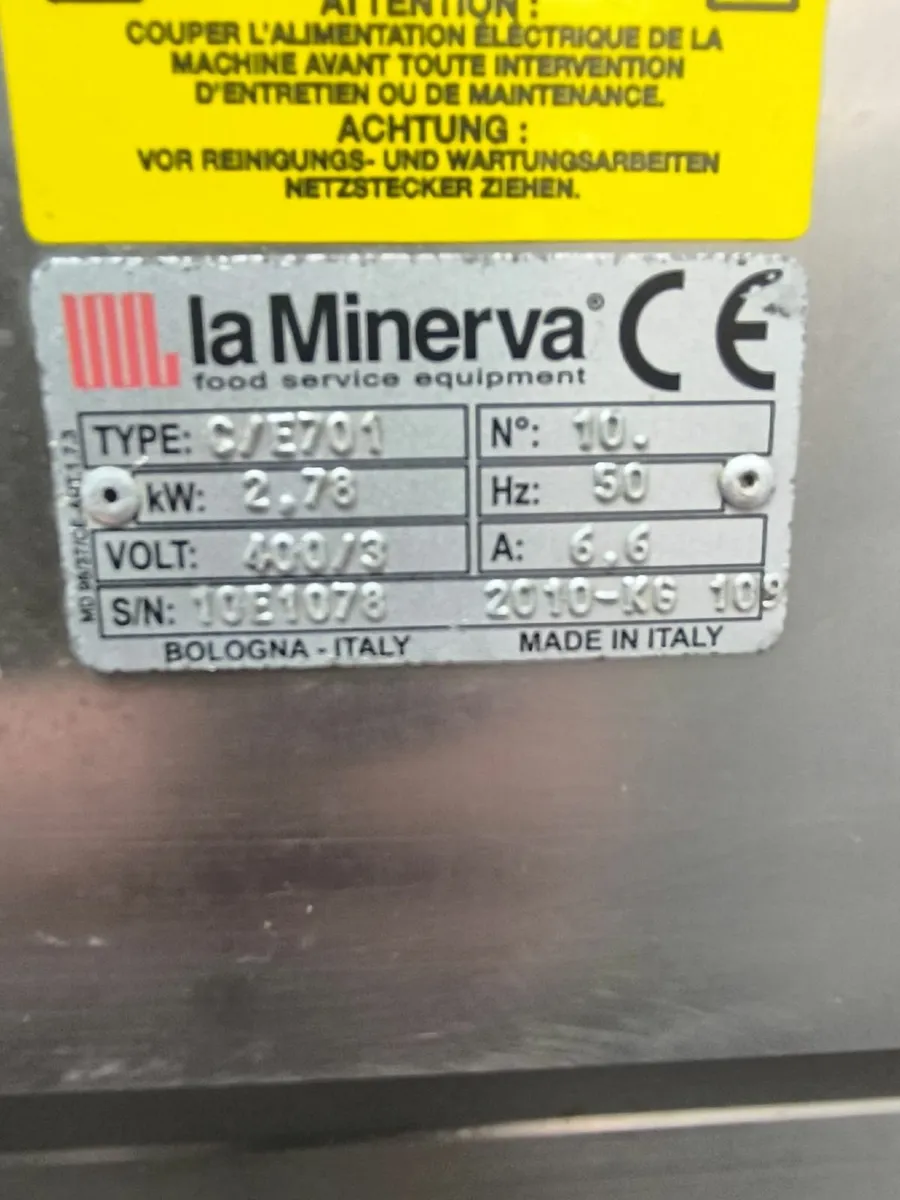 ATTENTION :
COUPER L'ALIMENTATION ÉLECTRIQUE DE LA
MACHINE AVANT TOUTE INTERVENTION
D'ENTRETIEN OU DE MAINTENANCE.
ACHTUNG :
VOR REINIGUNGS- UND WARTUNGSARBEITEN
NETZSTECKER ZIEHEN.
la Minerva® CE
food service equipment
TYPE: C/E701 N°: 10.
kW: 2,78 Hz: 50
VOLT: 400/3 A: 6,6
S/N: 10E1078 2010-KG 109
BOLOGNA - ITALY MADE IN ITALY